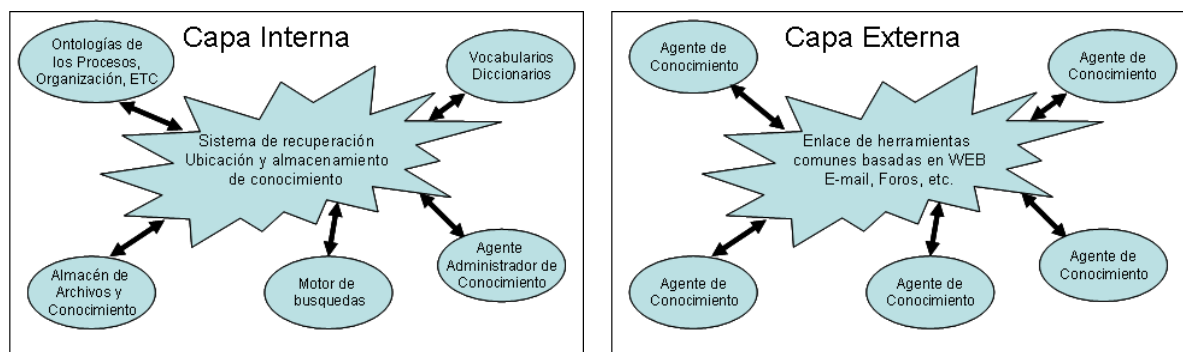 Capa Interna
Ontologías de
los Procesos,
Organización, ETC
Vocabularios
Diccionarios
Sistema de recuperación
Ubicación y almacenamiento
de conocimiento
Almacén de
Archivos y
Conocimiento
Motor de
busquedas
Agente
Administrador de
Conocimiento
Capa Externa
Agente de
Conocimiento
Agente de
Conocimiento
Enlace de herramientas
comunes basadas en WEB
E-mail, Foros, etc.
Agente de
Conocimiento
Agente de
Conocimiento
Agente de
Conocimiento